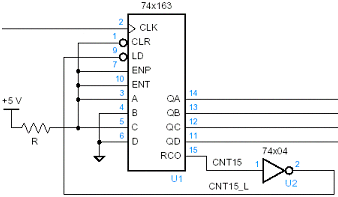 74x163
2 CLK
1 CLR
9 LD
7 ENP
10 ENT
3 A QA 14
4 B QB 13
5 C QC 12
6 D QD 11
RCO 15
+5 V
R
U1
CNT15
74x04
1 2
U2
CNT15_L